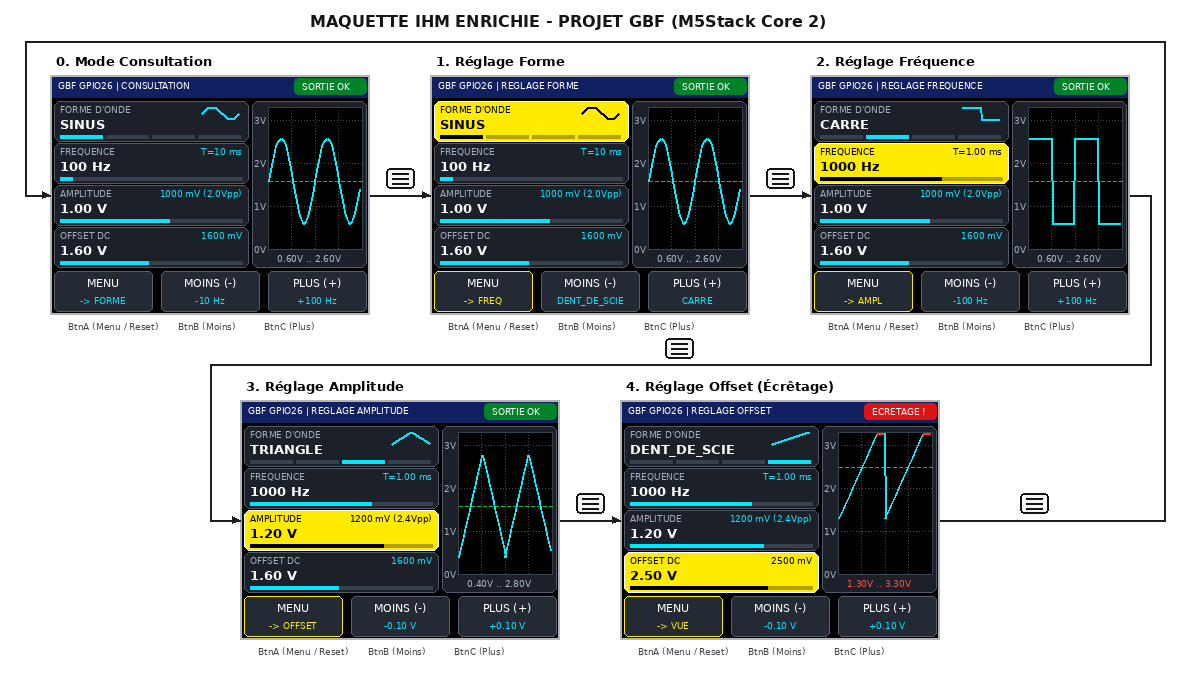 MAQUETTE IHM ENRICHIE - PROJET GBF (M5Stack Core 2)
0. Mode Consultation
GBF GPIO26 | CONSULTATION
SORTIE OK
FORME D'ONDE
SINUS
FREQUENCE
T=10 ms
100 Hz
AMPLITUDE
1000 mV (2.0Vpp)
1.00 V
OFFSET DC
1600 mV
1.60 V
3V
2V
1V
0V
0.60V .. 2.60V
MENU
-> FORME
MOINS (-)
-10 Hz
PLUS (+)
+100 Hz
BtnA (Menu / Reset)
BtnB (Moins)
BtnC (Plus)
1. Réglage Forme
GBF GPIO26 | REGLAGE FORME
SORTIE OK
FORME D'ONDE
SINUS
FREQUENCE
T=10 ms
100 Hz
AMPLITUDE
1000 mV (2.0Vpp)
1.00 V
OFFSET DC
1600 mV
1.60 V
3V
2V
1V
0V
0.60V .. 2.60V
MENU
-> FREQ
MOINS (-)
DENT_DE_SCIE
PLUS (+)
CARRE
BtnA (Menu / Reset)
BtnB (Moins)
BtnC (Plus)
2. Réglage Fréquence
GBF GPIO26 | REGLAGE FREQUENCE
SORTIE OK
FORME D'ONDE
CARRE
FREQUENCE
T=1.00 ms
1000 Hz
AMPLITUDE
1000 mV (2.0Vpp)
1.00 V
OFFSET DC
1600 mV
1.60 V
3V
2V
1V
0V
0.60V .. 2.60V
MENU
-> AMPL
MOINS (-)
-100 Hz
PLUS (+)
+100 Hz
BtnA (Menu / Reset)
BtnB (Moins)
BtnC (Plus)
3. Réglage Amplitude
GBF GPIO26 | REGLAGE AMPLITUDE
SORTIE OK
FORME D'ONDE
TRIANGLE
FREQUENCE
T=1.00 ms
1000 Hz
AMPLITUDE
1200 mV (2.4Vpp)
1.20 V
OFFSET DC
1600 mV
1.60 V
3V
2V
1V
0V
0.40V .. 2.80V
MENU
-> OFFSET
MOINS (-)
-0.10 V
PLUS (+)
+0.10 V
BtnA (Menu / Reset)
BtnB (Moins)
BtnC (Plus)
4. Réglage Offset (Écrêtage)
GBF GPIO26 | REGLAGE OFFSET
ECRETAGE !
FORME D'ONDE
DENT_DE_SCIE
FREQUENCE
T=1.00 ms
1000 Hz
AMPLITUDE
1200 mV (2.4Vpp)
1.20 V
OFFSET DC
2500 mV
2.50 V
3V
2V
1V
0V
1.30V .. 3.30V
MENU
-> VUE
MOINS (-)
-0.10 V
PLUS (+)
+0.10 V
BtnA (Menu / Reset)
BtnB (Moins)
BtnC (Plus)